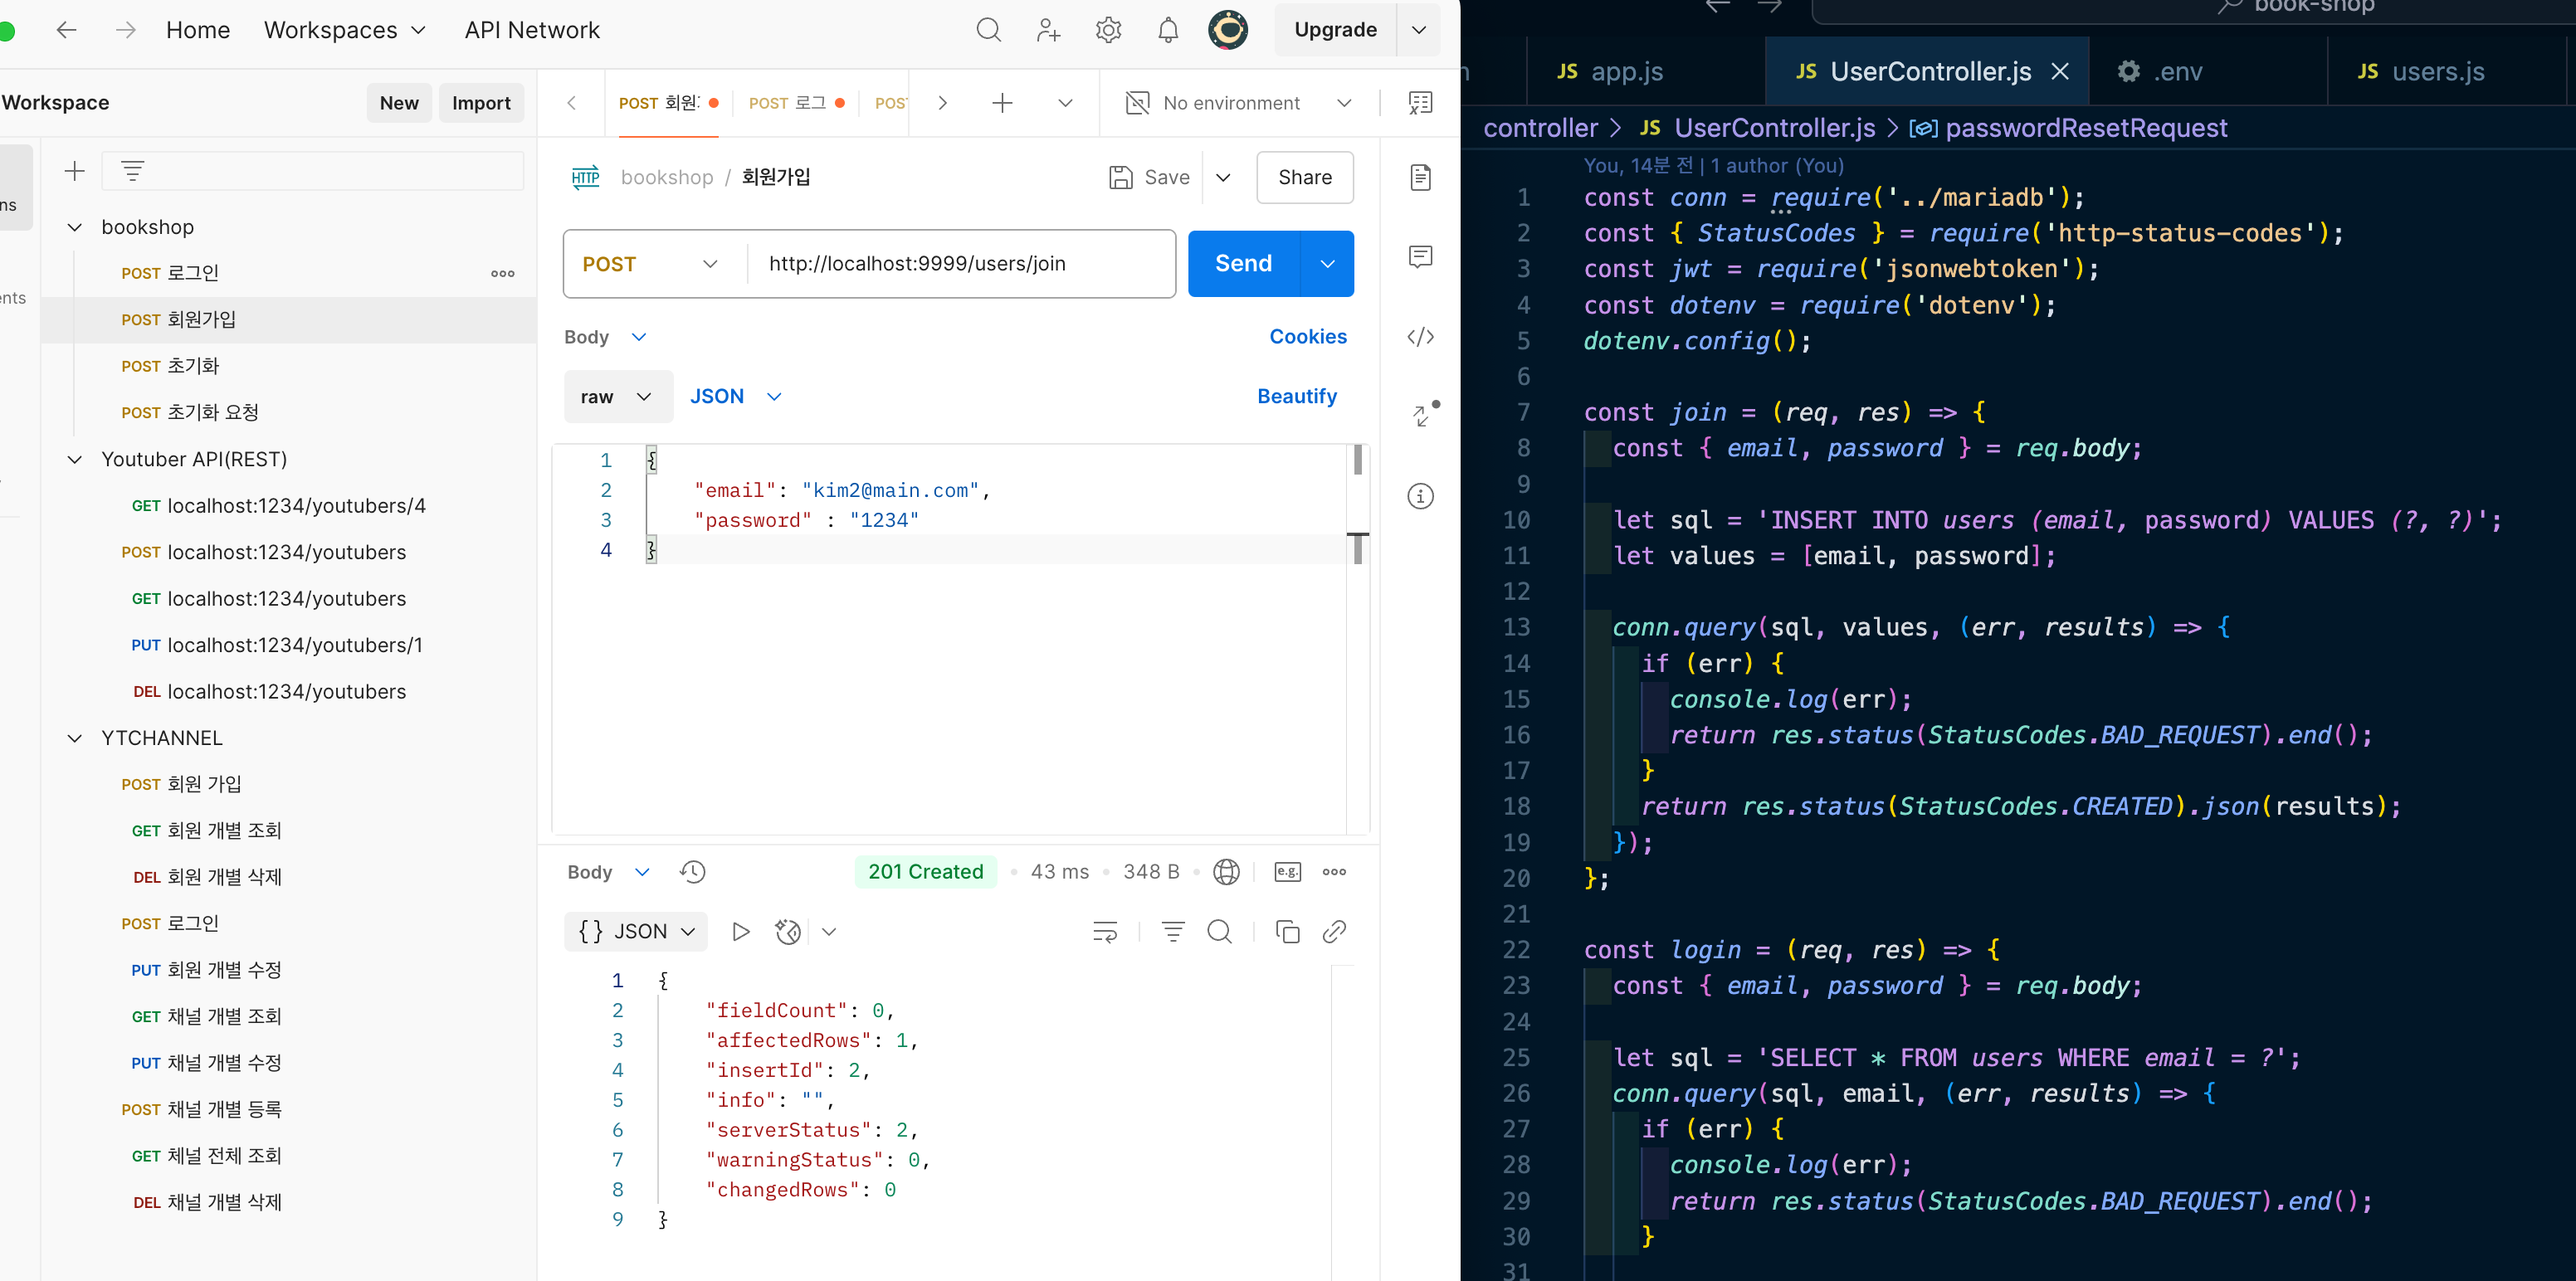 Home Workspaces API Network Upgrade
Workspace New Import
POST 회원 POST 로그 POST No environment
bookshop / 회원가입 Save Share
ns
ents
bookshop
POST 로그인
POST 회원가입
POST 초기화
POST 초기화 요청
Youtuber API(REST)
GET localhost:1234/youtubers/4
POST localhost:1234/youtubers
GET localhost:1234/youtubers
PUT localhost:1234/youtubers/1
DEL localhost:1234/youtubers
YTCHANNEL
POST 회원 가입
GET 회원 개별 조회
DEL 회원 개별 삭제
POST 로그인
PUT 회원 개별 수정
GET 채널 개별 조회
PUT 채널 개별 수정
POST 채널 개별 등록
GET 체널 전체 조회
DEL 채널 개별 삭제
POST http://localhost:9999/users/join Send
Body Cookies
raw JSON Beautify
1 {
2 "email": "kim2@main.com",
3 "password" : "1234"
4 }
Body 201 Created • 43 ms • 348 B • e.g.
{} JSON
1 {
2 "fieldCount": 0,
3 "affectedRows": 1,
4 "insertId": 2,
5 "info": "",
6 "serverStatus": 2,
7 "warningStatus": 0,
8 "changedRows": 0
9 }
book-shop
JS app.js JS UserController.js .env JS users.js
controller > JS UserController.js > passwordResetRequest
You, 14분 전 | 1 author (You)
1 const conn = require('../mariadb');
2 const { StatusCodes } = require('http-status-codes');
3 const jwt = require('jsonwebtoken');
4 const dotenv = require('dotenv');
5 dotenv.config();
6
7 const join = (req, res) => {
8 const { email, password } = req.body;
9
10 let sql = 'INSERT INTO users (email, password) VALUES (?, ?)';
11 let values = [email, password];
12
13 conn.query(sql, values, (err, results) => {
14 if (err) {
15 console.log(err);
16 return res.status(StatusCodes.BAD_REQUEST).end();
17 }
18 return res.status(StatusCodes.CREATED).json(results);
19 });
20 };
21
22 const login = (req, res) => {
23 const { email, password } = req.body;
24
25 let sql = 'SELECT * FROM users WHERE email = ?';
26 conn.query(sql, email, (err, results) => {
27 if (err) {
28 console.log(err);
29 return res.status(StatusCodes.BAD_REQUEST).end();
30 }
31